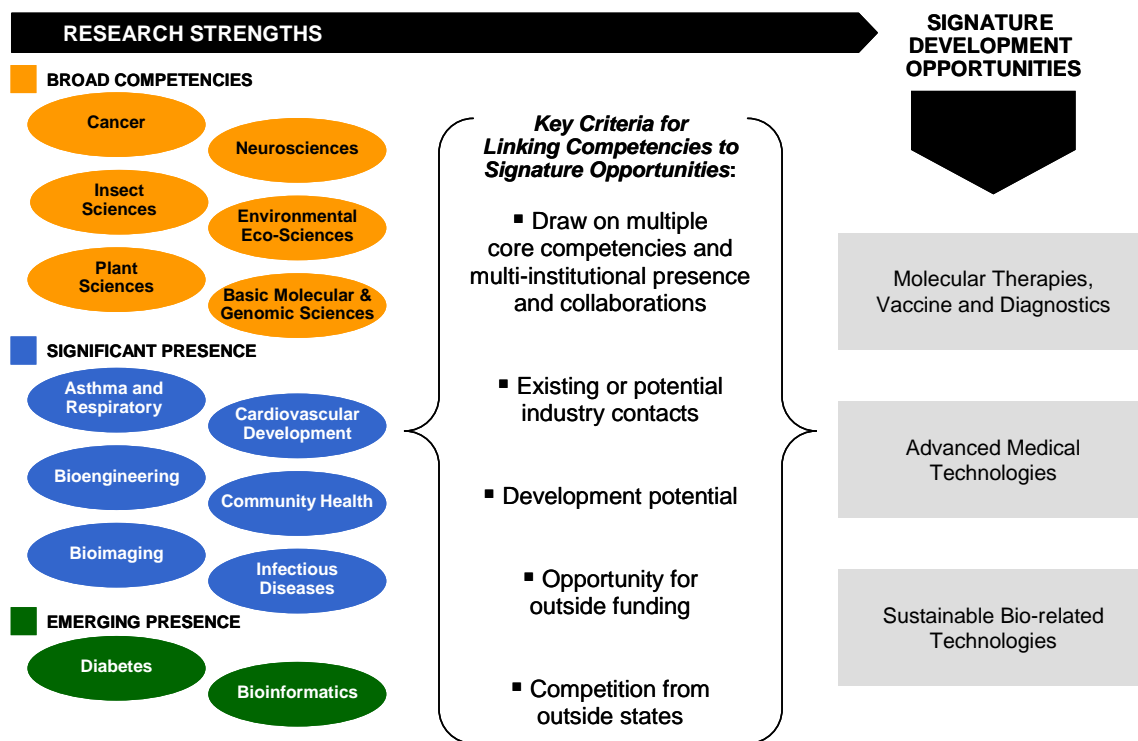 RESEARCH STRENGTHS
SIGNATURE
DEVELOPMENT
OPPORTUNITIES
BROAD COMPETENCIES
Cancer
Neurosciences
Insect
Sciences
Environmental
Eco-Sciences
Plant
Sciences
Basic Molecular &
Genomic Sciences
SIGNIFICANT PRESENCE
Asthma and
Respiratory
Cardiovascular
Development
Bioengineering
Community Health
Bioimaging
Infectious
Diseases
EMERGING PRESENCE
Diabetes
Bioinformatics
Key Criteria for
Linking Competencies to
Signature Opportunities:
▪ Draw on multiple
core competencies and
multi-institutional presence
and collaborations
▪ Existing or potential
industry contacts
▪ Development potential
▪ Opportunity for
outside funding
▪ Competition from
outside states
Molecular Therapies,
Vaccine and Diagnostics
Advanced Medical
Technologies
Sustainable Bio-related
Technologies